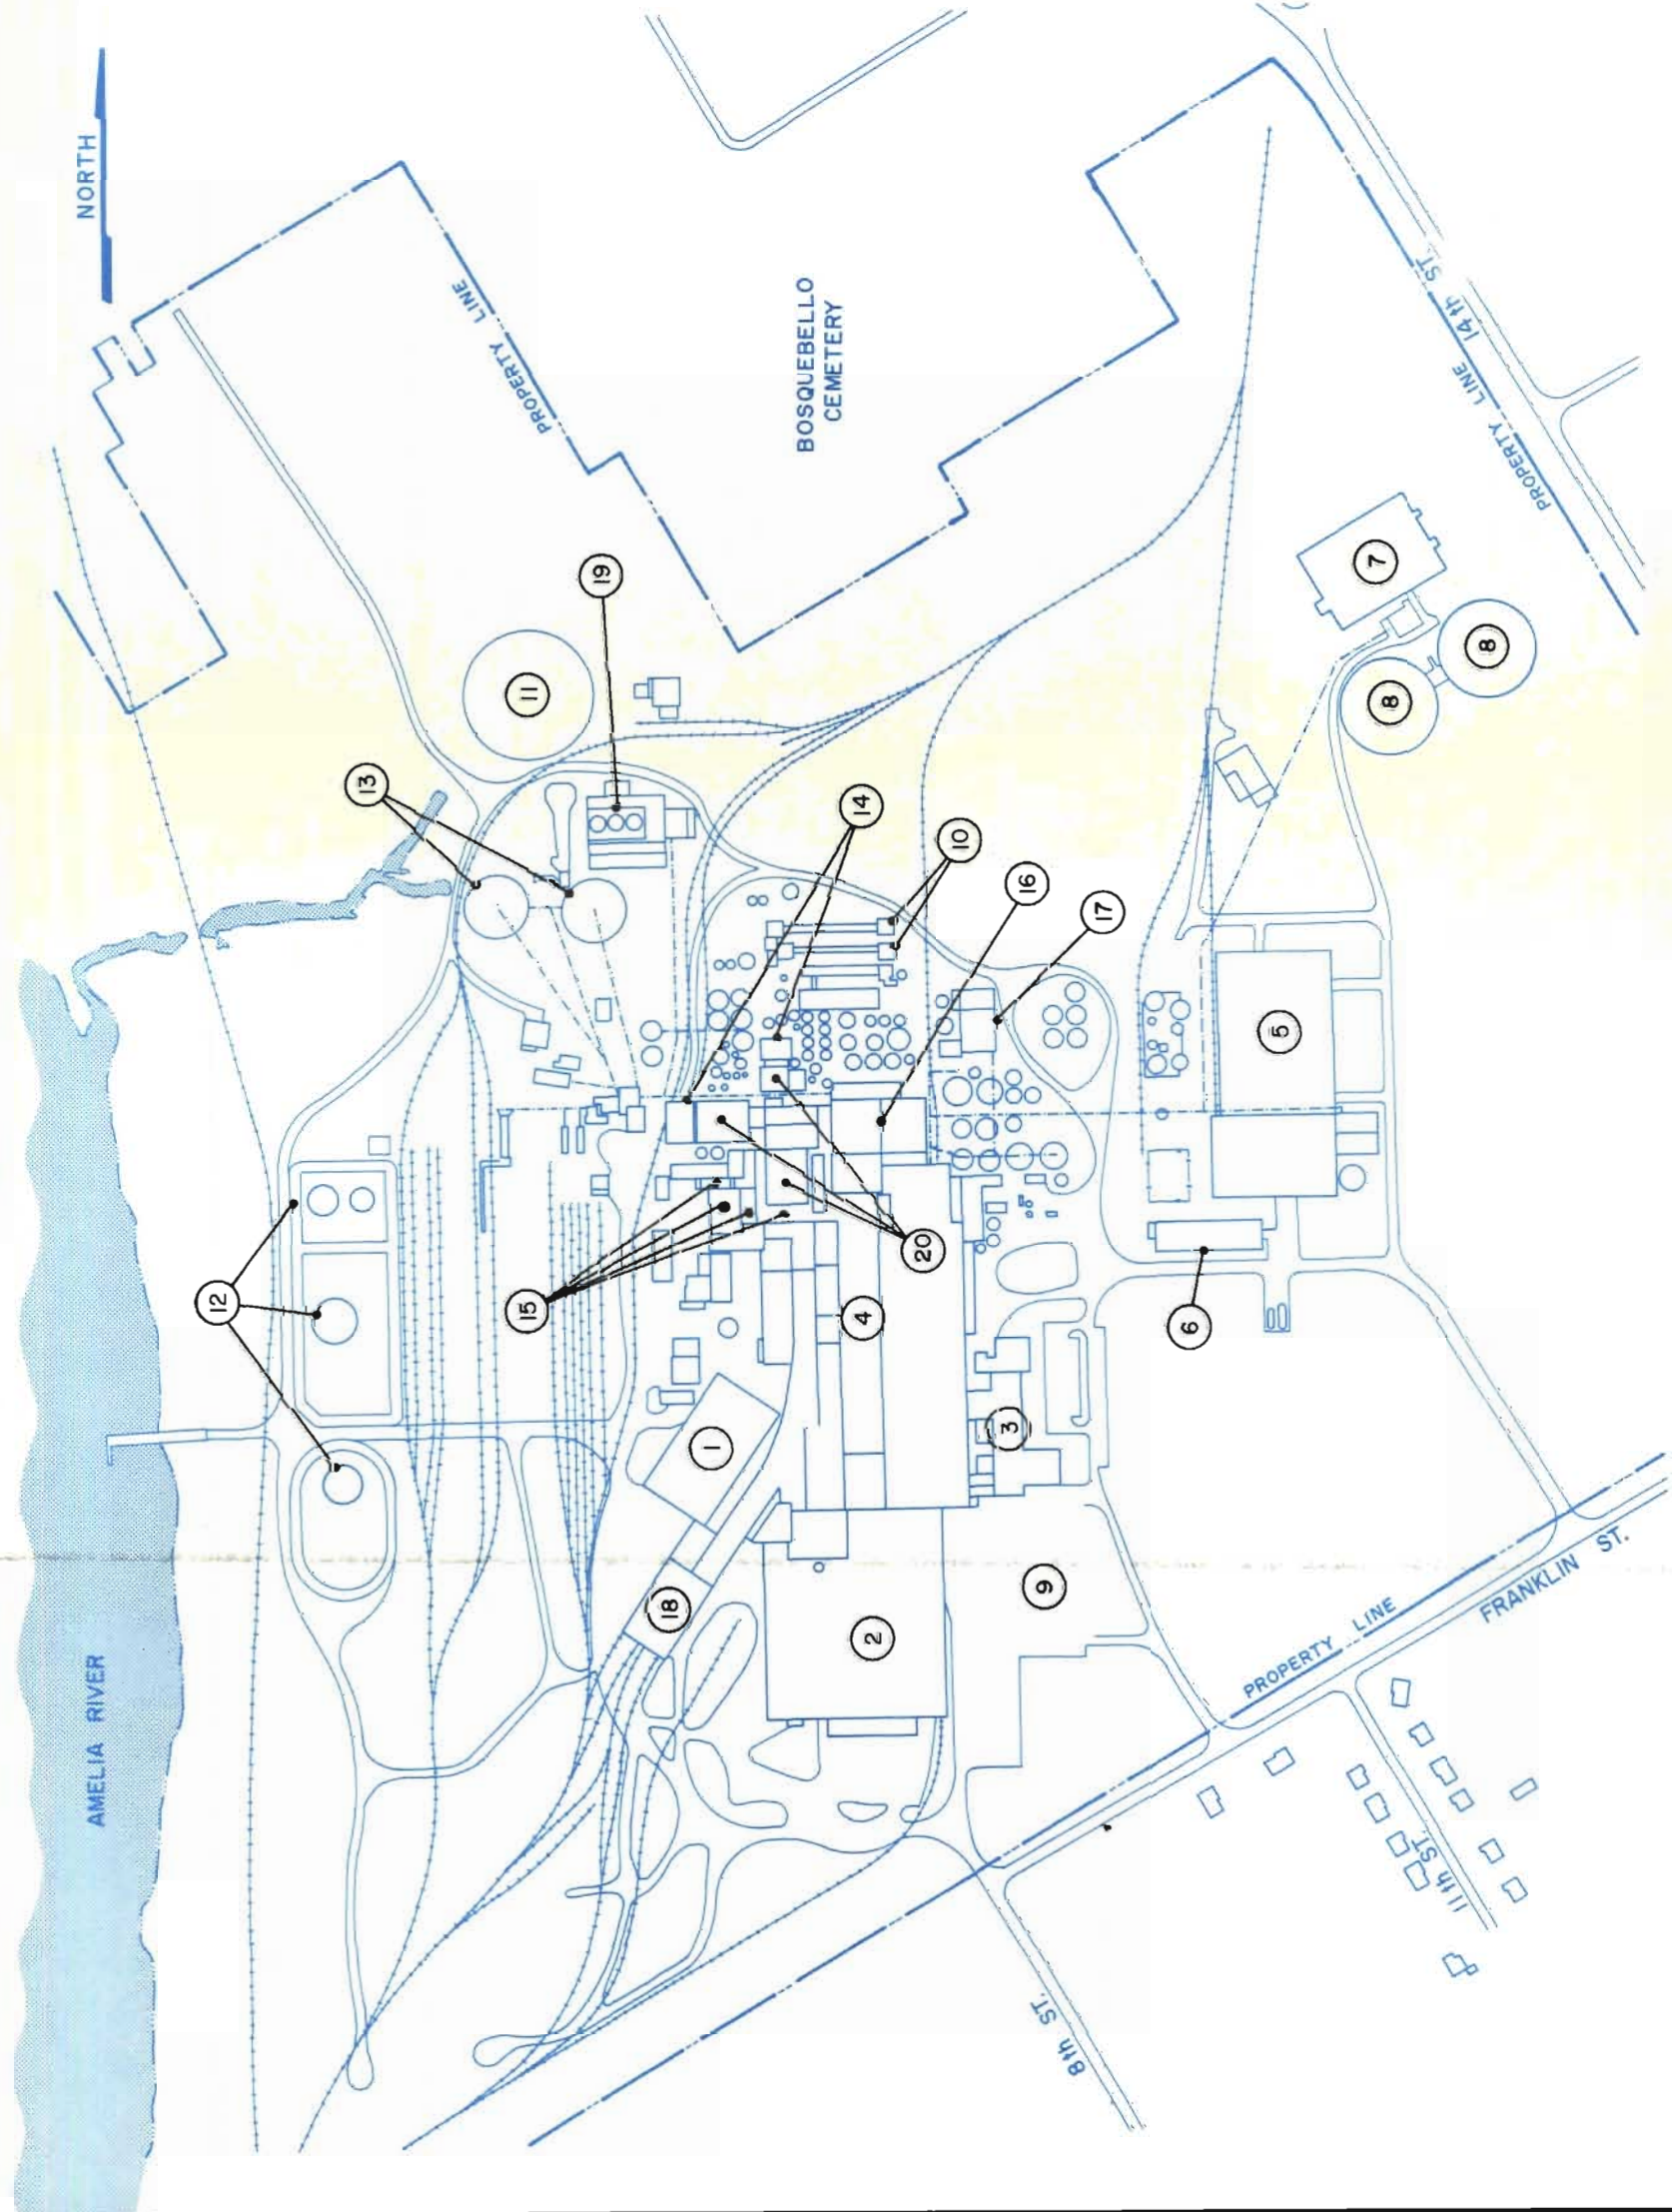 NORTH
AMELIA RIVER
PROPERTY LINE
BOSQUEBELLO
CEMETERY
14th ST.
PROPERTY LINE
PROPERTY LINE
FRANKLIN ST.
8th ST.
11th ST
1
2
3
4
5
6
7
8
8
9
10
11
12
13
14
15
16
17
18
19
20